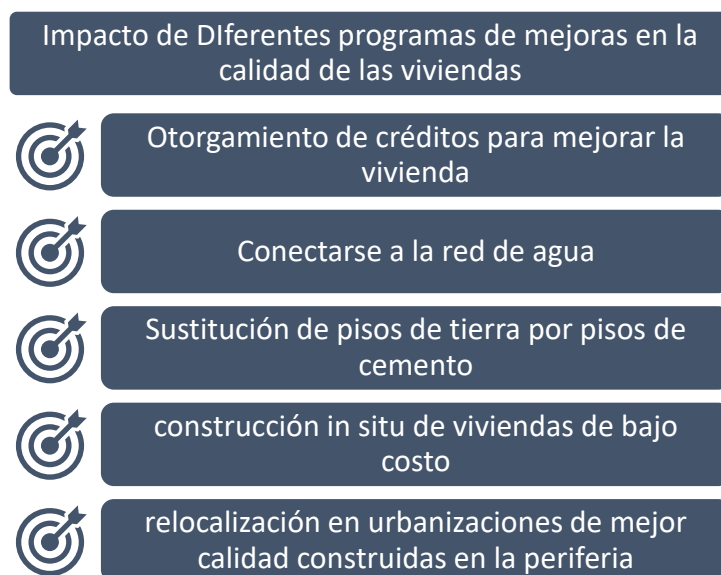 Impacto de DIferentes programas de mejoras en la
calidad de las viviendas
Otorgamiento de créditos para mejorar la
vivienda
Conectarse a la red de agua
Sustitución de pisos de tierra por pisos de
cemento
construcción in situ de viviendas de bajo
costo
relocalización en urbanizaciones de mejor
calidad construidas en la periferia